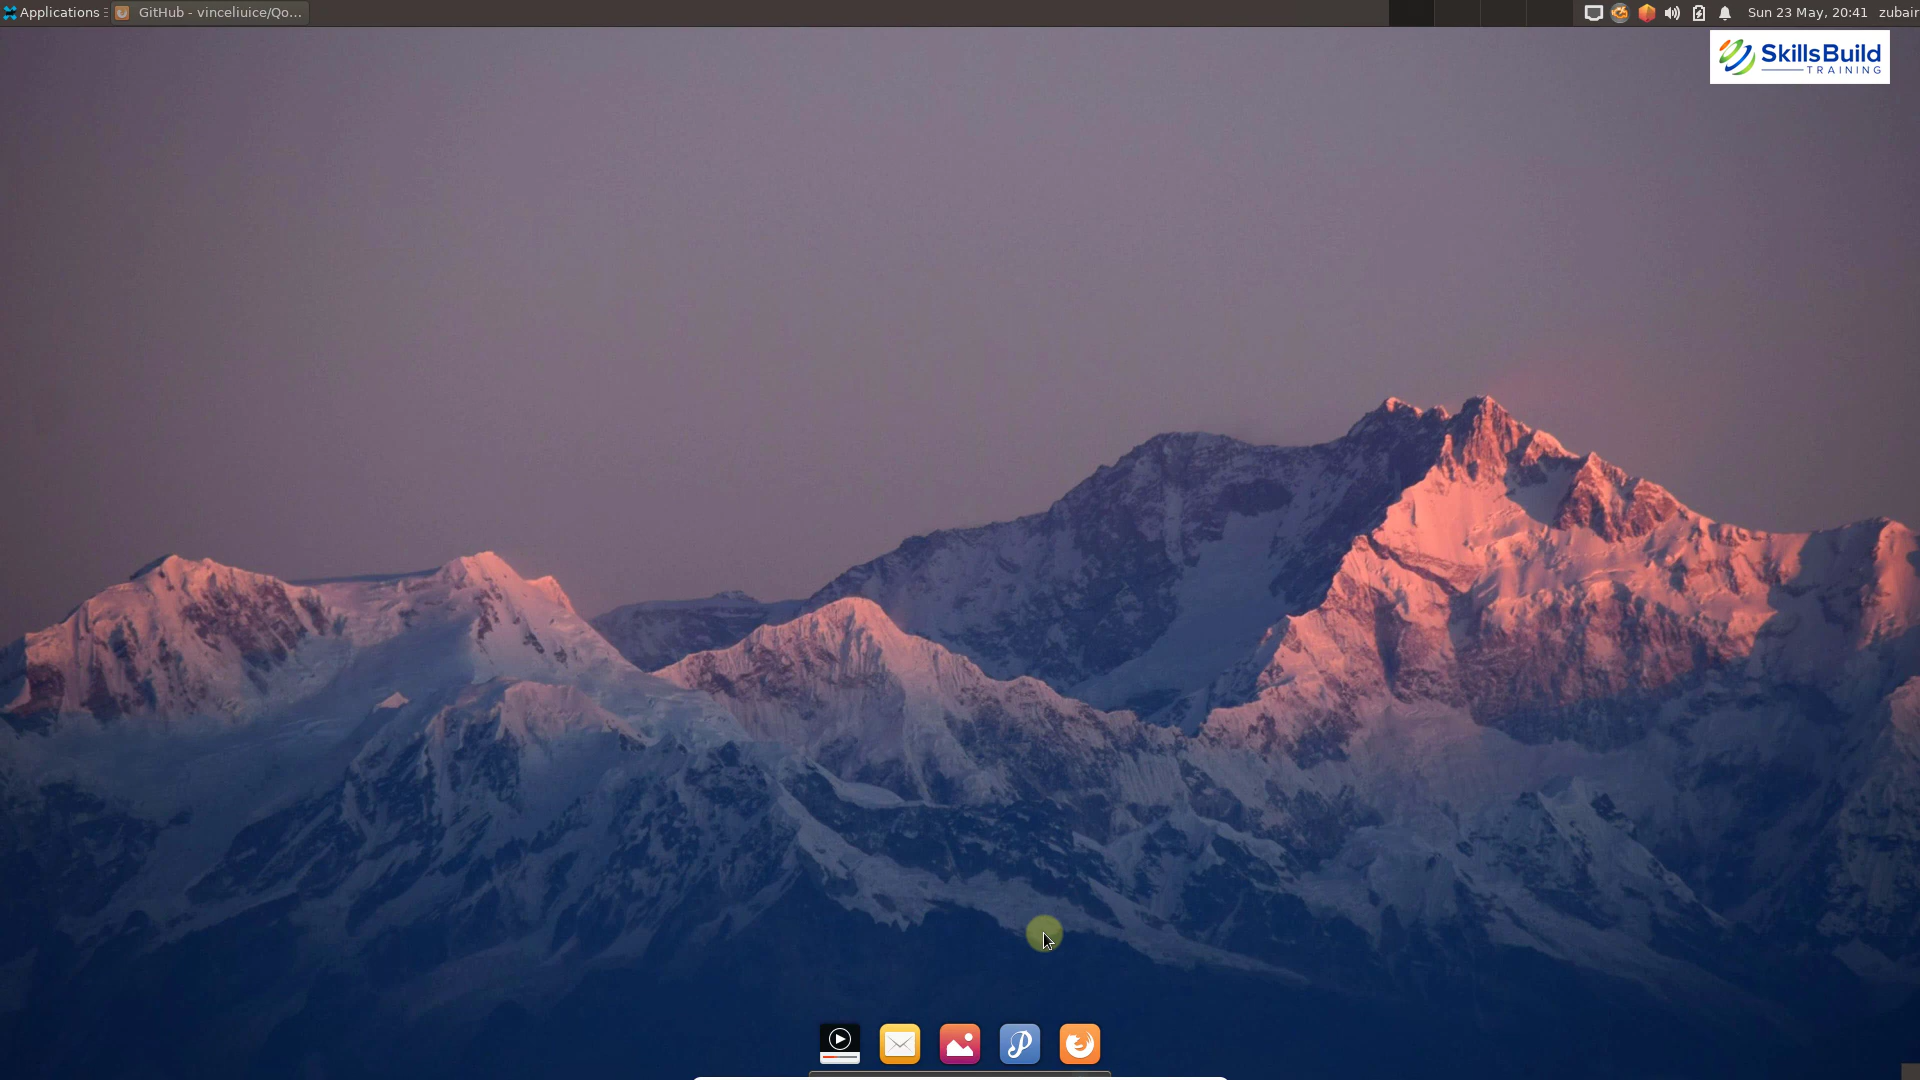 Applications
GitHub - vinceliuice/Qo...
Sun 23 May, 20:41
zubair
SkillsBuild
TRAINING